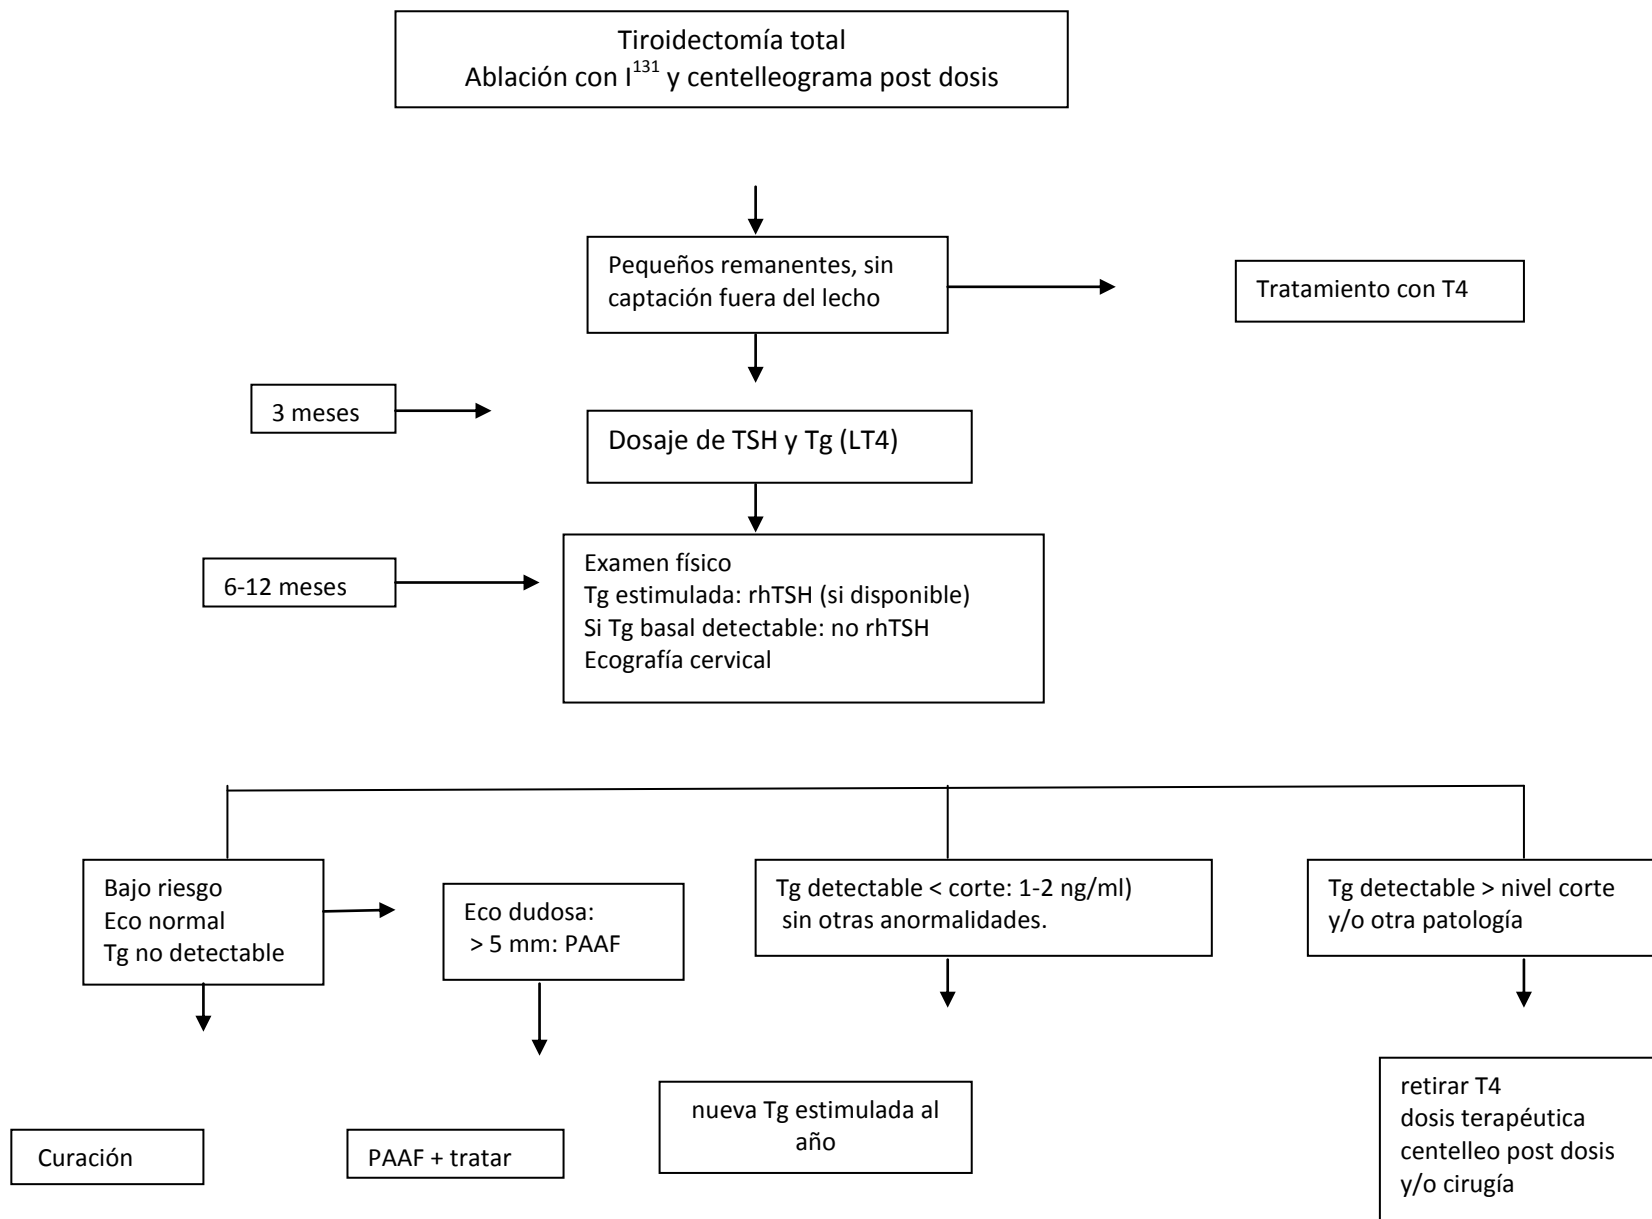 Tiroidectomía total
Ablación con I¹³¹ y centelleograma post dosis
Pequeños remanentes, sin
captación fuera del lecho
Tratamiento con T4
3 meses
Dosaje de TSH y Tg (LT4)
6-12 meses
Examen físico
Tg estimulada: rhTSH (si disponible)
Si Tg basal detectable: no rhTSH
Ecografía cervical
Bajo riesgo
Eco normal
Tg no detectable
Eco dudosa:
> 5 mm: PAAF
Tg detectable < corte: 1-2 ng/ml)
sin otras anormalidades.
Tg detectable > nivel corte
y/o otra patología
Curación
PAAF + tratar
nueva Tg estimulada al
año
retirar T4
dosis terapéutica
centelleo post dosis
y/o cirugía